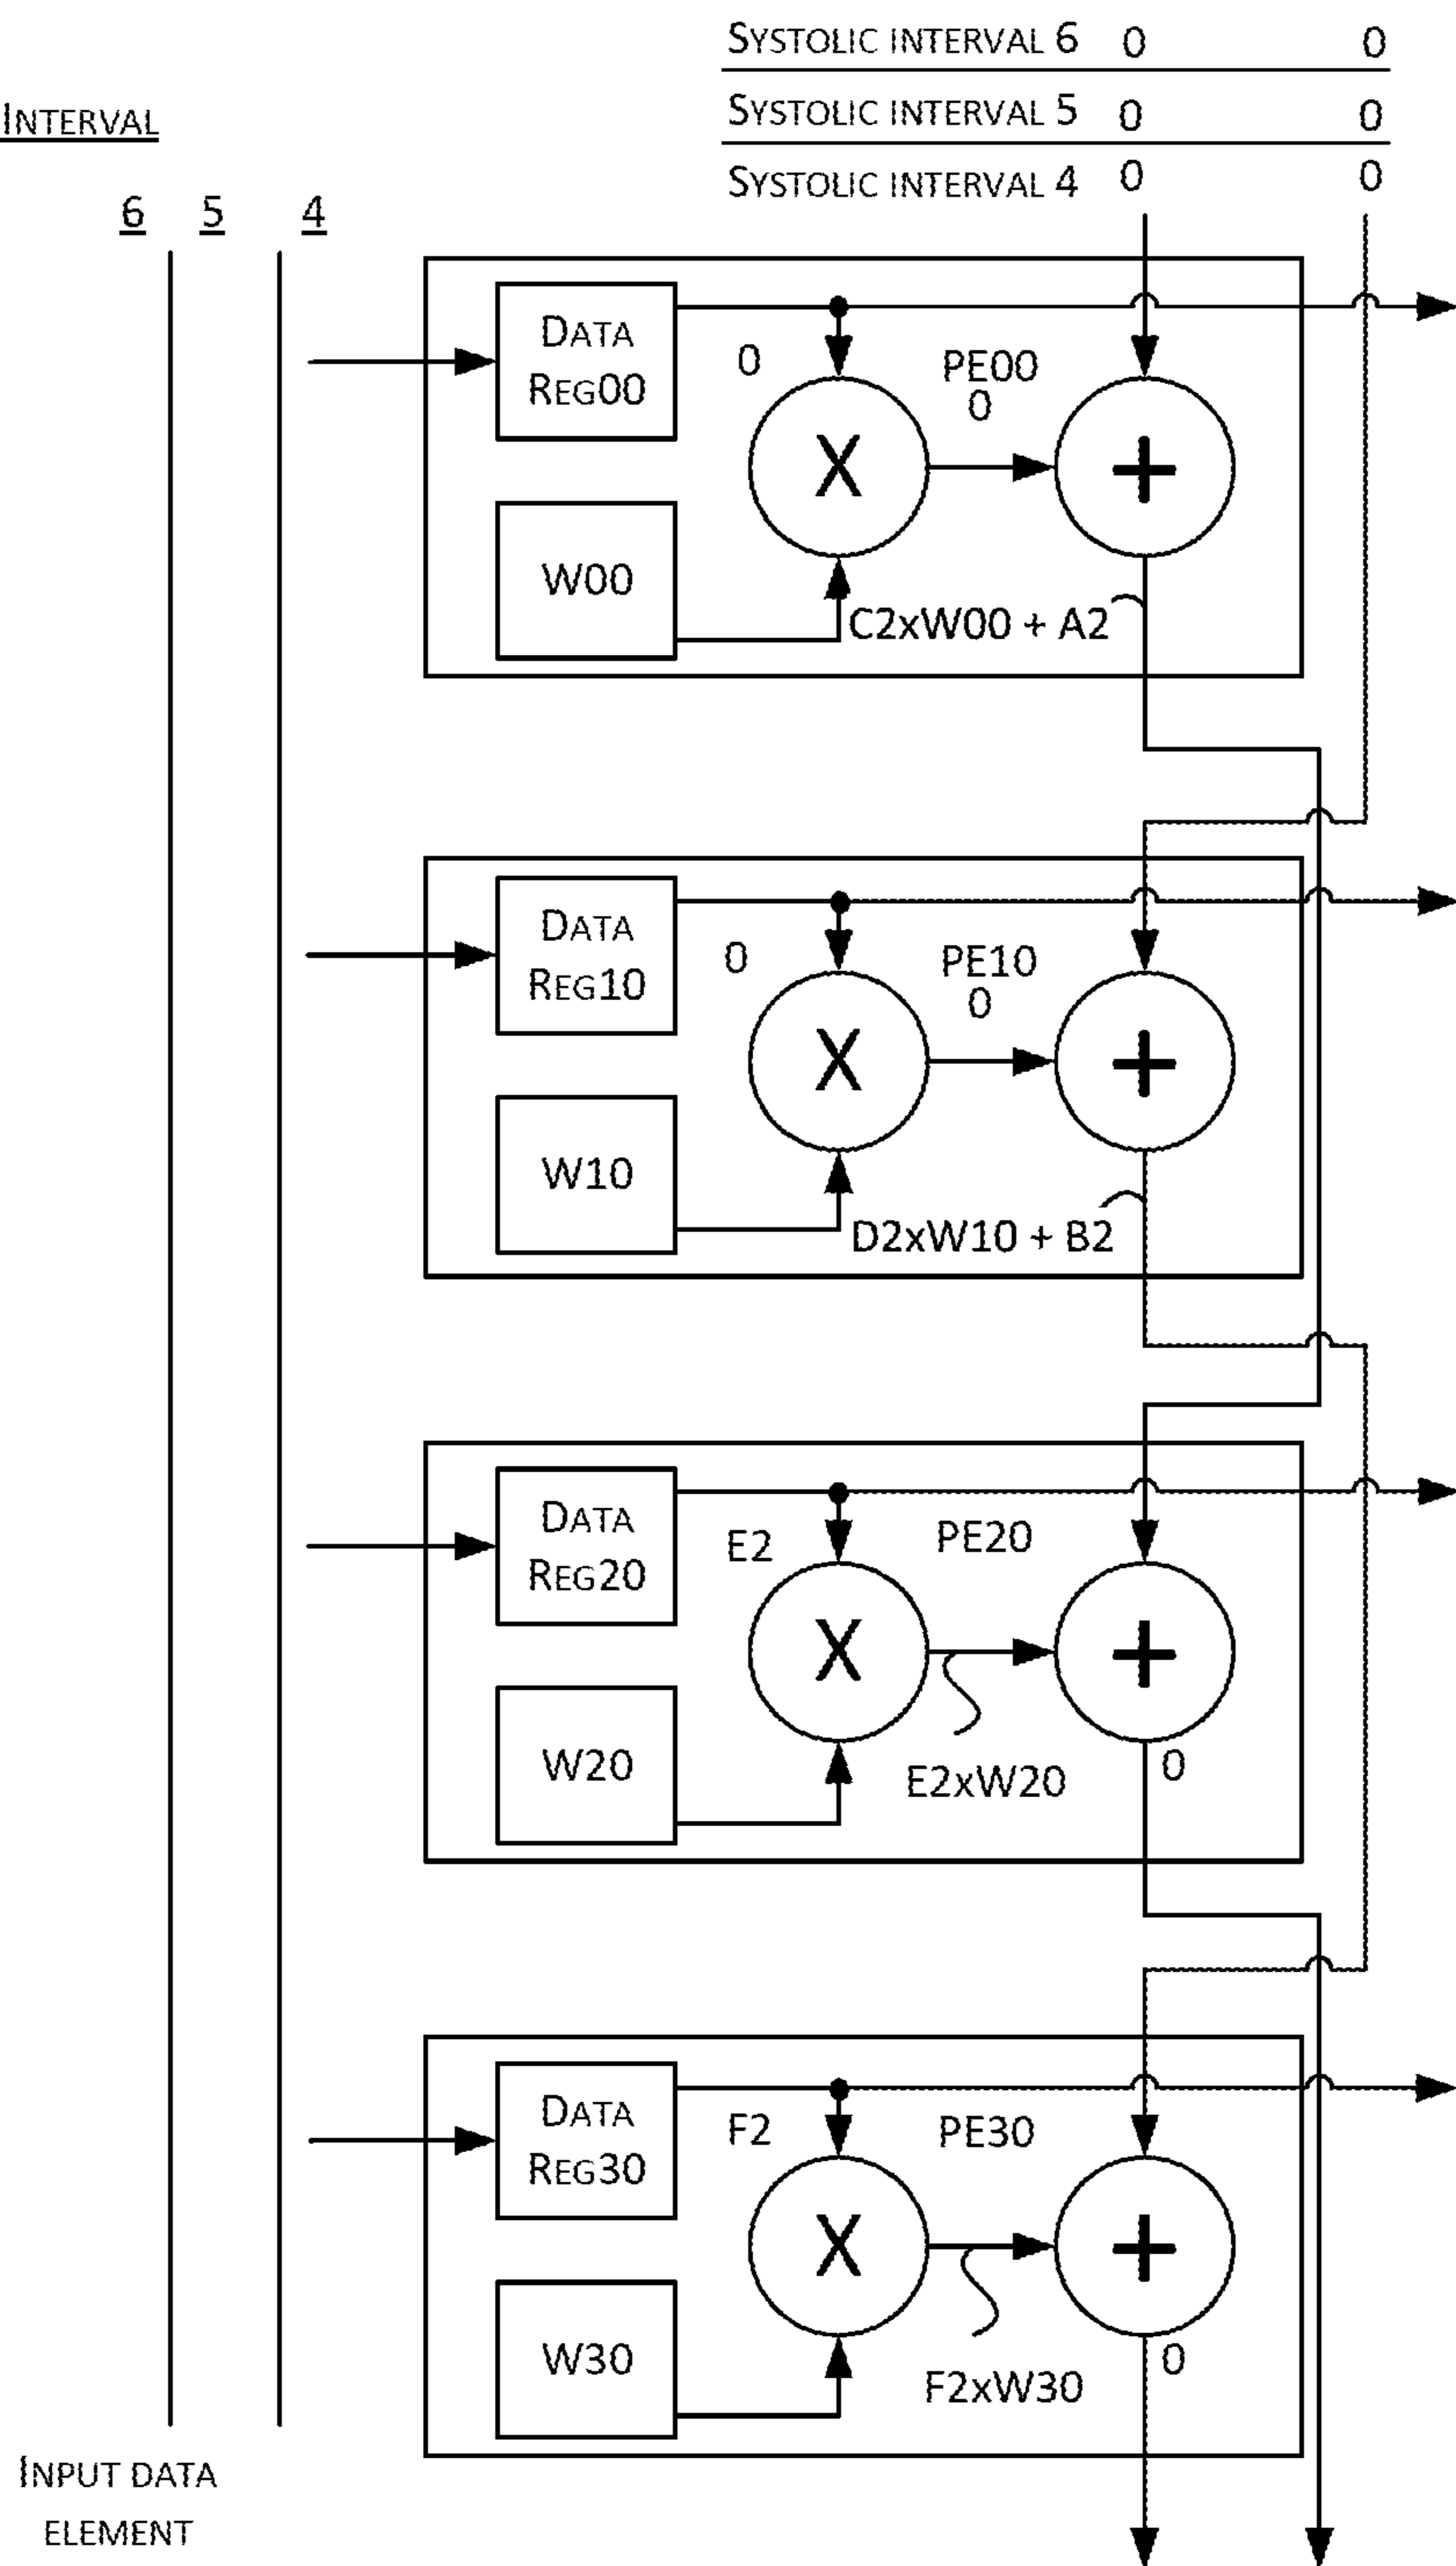 SYSTOLIC INTERVAL 6 0 0
SYSTOLIC INTERVAL 5 0 0
SYSTOLIC INTERVAL 4 0 0
INTERVAL
6 5 4
DATA
REG00
0
PE00
0
X
+
W00
C2xW00 + A2
DATA
REG10
0
PE10
0
X
+
W10
D2xW10 + B2
DATA
REG20
E2
PE20
X
+
W20
E2xW20
0
DATA
REG30
F2
PE30
X
+
W30
F2xW30
0
INPUT DATA
ELEMENT